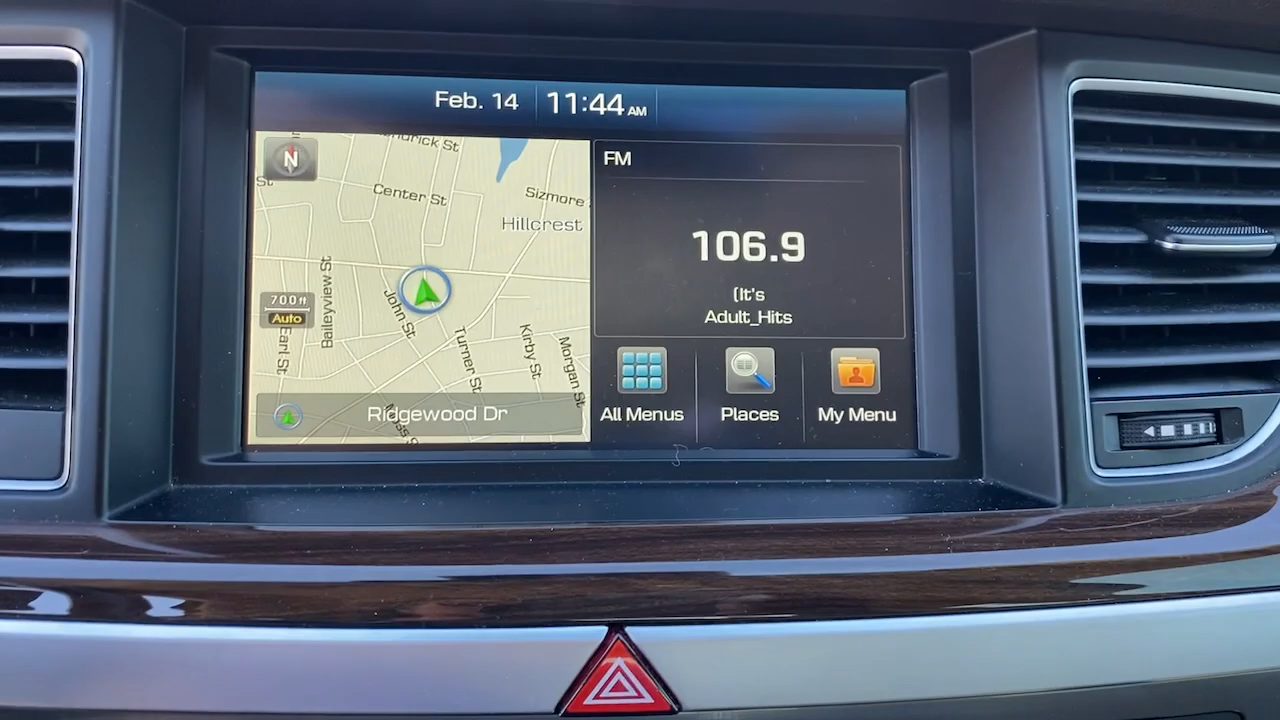 Feb. 14 11:44 AM
N
St
Center St
Sizmore
Hillcrest
Baileyview St
700 ft
Auto
John St
Earl St
Turner St
Kirby St
Morgan St
Ridgewood Dr
FM
106.9
(It's
Adult_Hits
All Menus
Places
My Menu